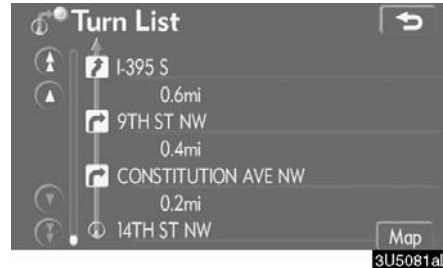 Turn List
I-395 S
0.6mi
9TH ST NW
0.4mi
CONSTITUTION AVE NW
0.2mi
14TH ST NW
Map
3U5081aI